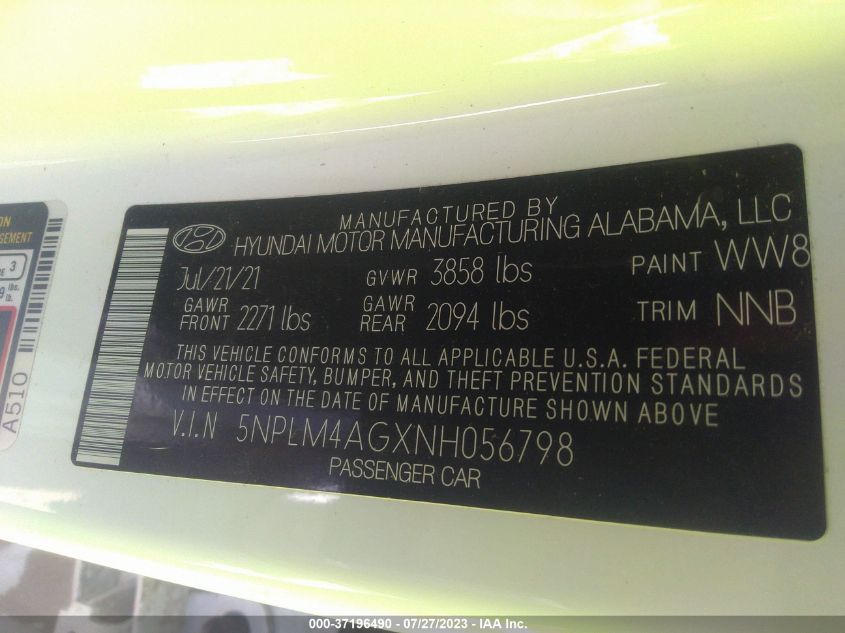 MANUFACTURED BY
HYUNDAI MOTOR MANUFACTURING ALABAMA, LLC
Jul/21/21 GVWR 3858 lbs PAINT WW8
GAWR FRONT 2271 lbs GAWR REAR 2094 lbs TRIM NNB
THIS VEHICLE CONFORMS TO ALL APPLICABLE U.S.A. FEDERAL
MOTOR VEHICLE SAFETY, BUMPER, AND THEFT PREVENTION STANDARDS
IN EFFECT ON THE DATE OF MANUFACTURE SHOWN ABOVE
V.I.N 5NPLM4AGXNH056798
PASSENGER CAR
3
lbs.
lb.
A510
000-37196490 - 07/27/2023 - IAA Inc.